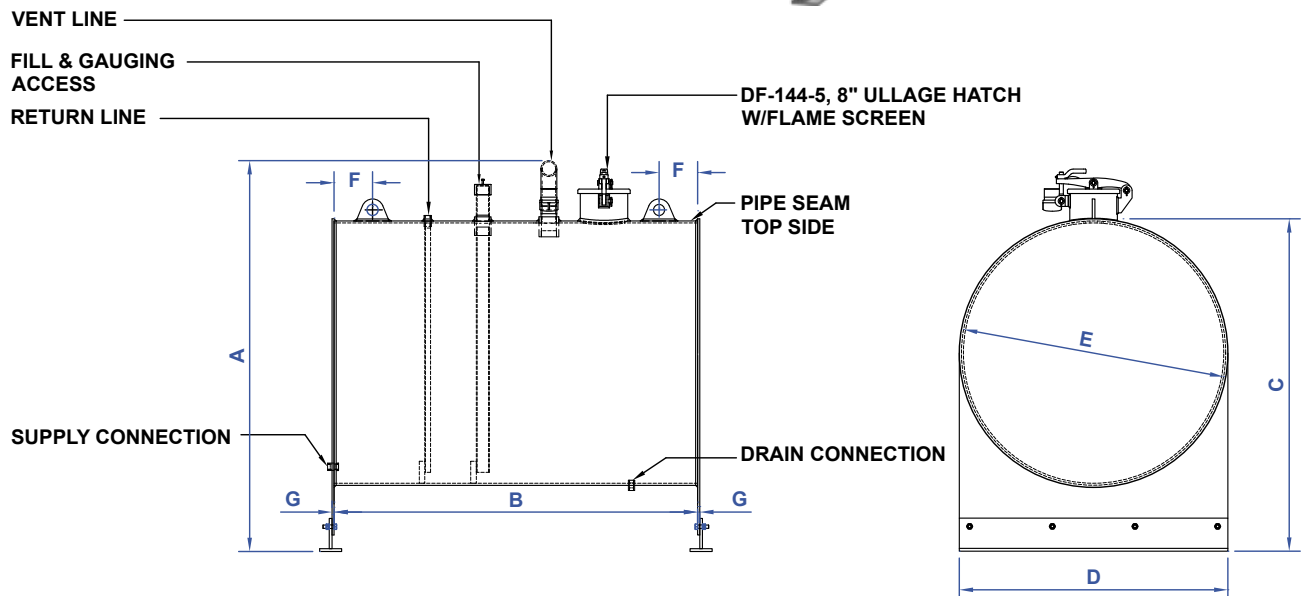 VENT LINE
FILL & GAUGING
ACCESS
RETURN LINE
DF-144-5, 8" ULLAGE HATCH
W/FLAME SCREEN
F
F
PIPE SEAM
TOP SIDE
A
E
C
SUPPLY CONNECTION
DRAIN CONNECTION
G
B
G
D